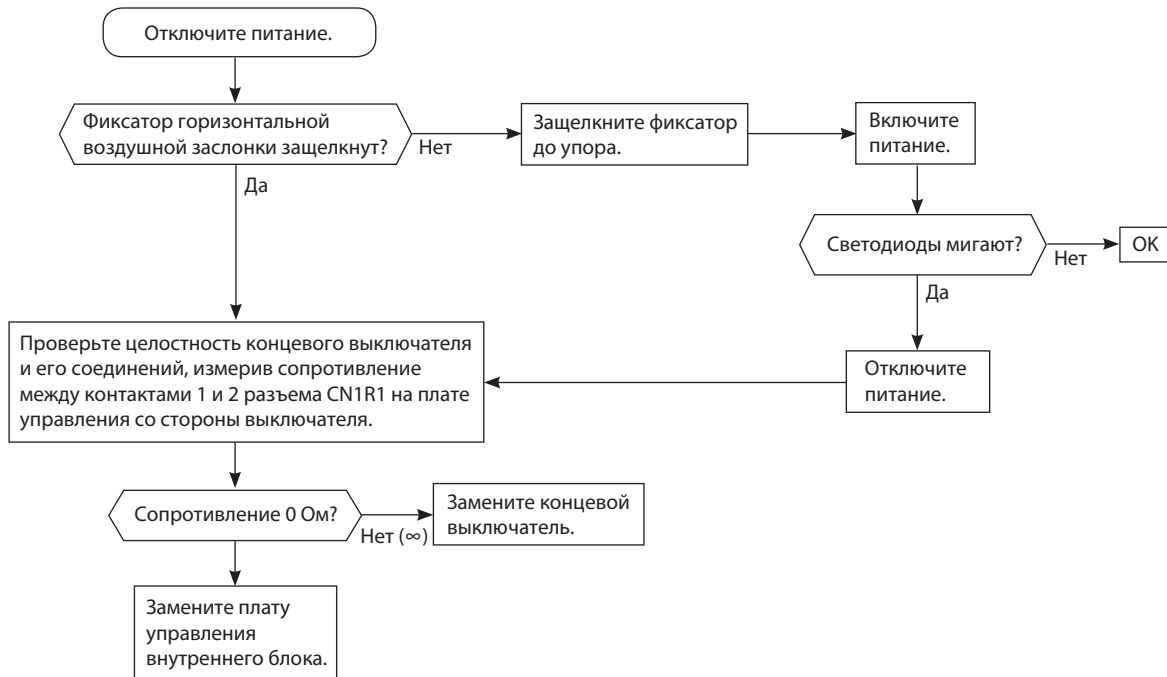 Отключите питание.
Фиксатор горизонтальной
воздушной заслонки защелкнут?
Нет
Защелкните фиксатор
до упора.
Включите
питание.
Да
Светодиоды мигают?
Нет
OK
Да
Проверьте целостность концевого выключателя
и его соединений, измерив сопротивление
между контактами 1 и 2 разъема CN1R1 на плате
управления со стороны выключателя.
Отключите
питание.
Сопротивление 0 Ом?
Нет (∞)
Замените концевой
выключатель.
Замените плату
управления
внутреннего блока.